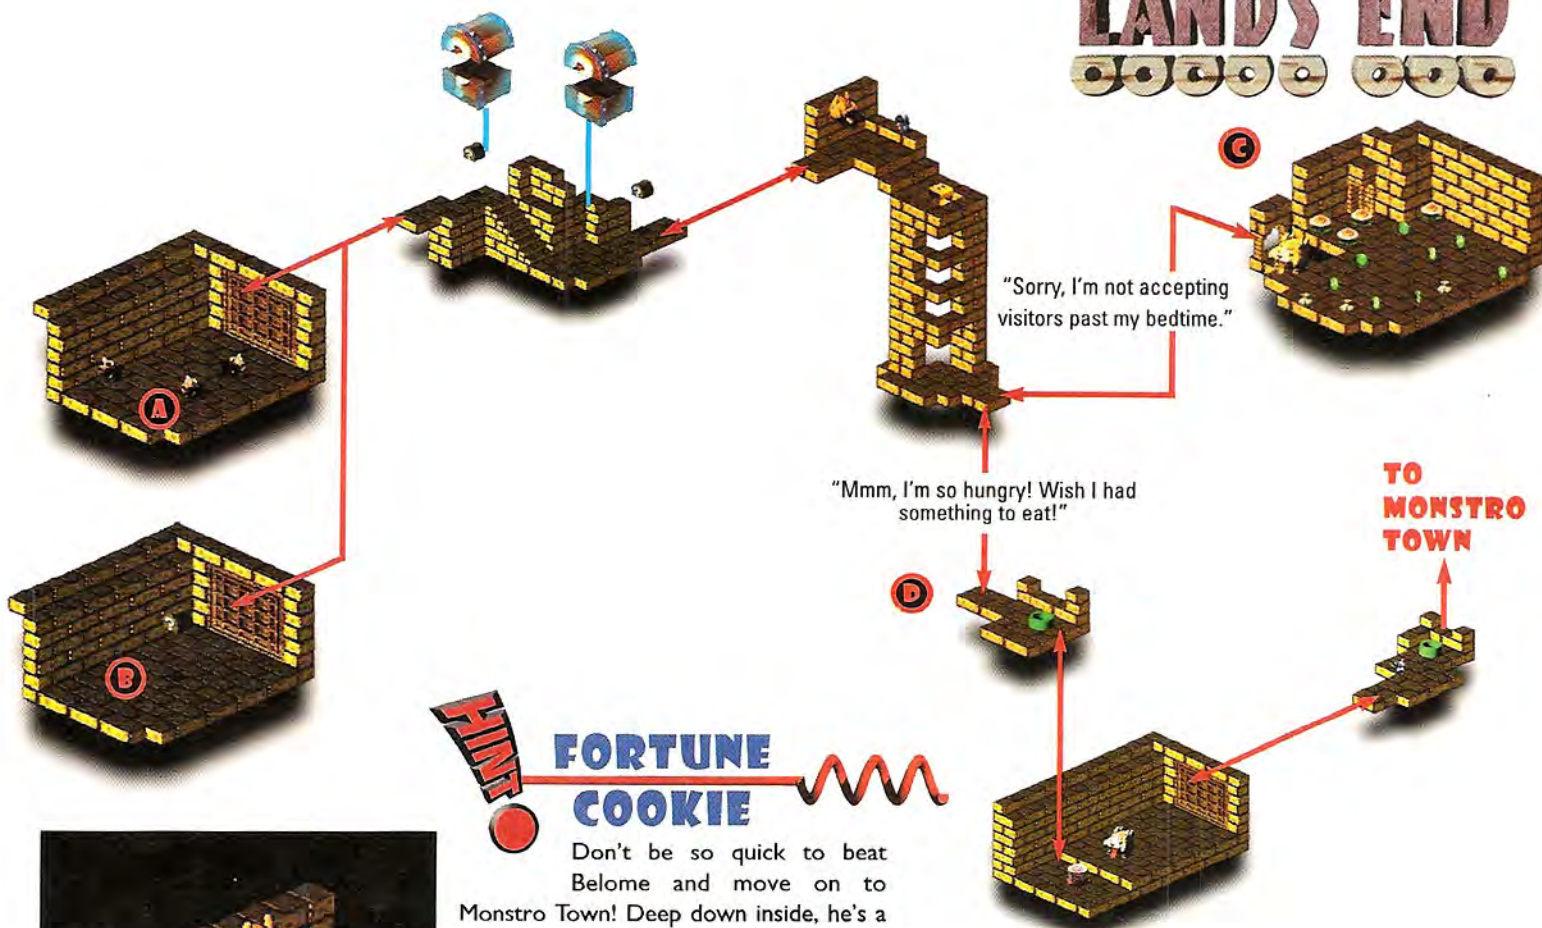 LANDS END
C
"Sorry, I'm not accepting
visitors past my bedtime."
A
"Mmm, I'm so hungry! Wish I had
something to eat!"
TO
MONSTRO
TOWN
D
B
HINT
FORTUNE
COOKIE
Don't be so quick to beat
Belome and move on to
Monstro Town! Deep down inside, he's a